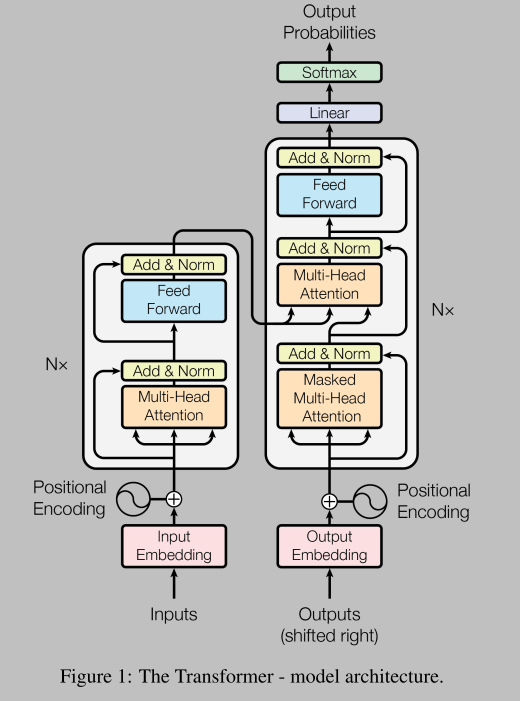 Output
Probabilities
Softmax
Linear
Add & Norm
Feed
Forward
Add & Norm
Multi-Head
Attention
Add & Norm
Masked
Multi-Head
Attention
N×
Add & Norm
Feed
Forward
Add & Norm
Multi-Head
Attention
N×
Positional
Encoding
Positional
Encoding
Input
Embedding
Output
Embedding
Inputs
Outputs
(shifted right)
Figure 1: The Transformer - model architecture.